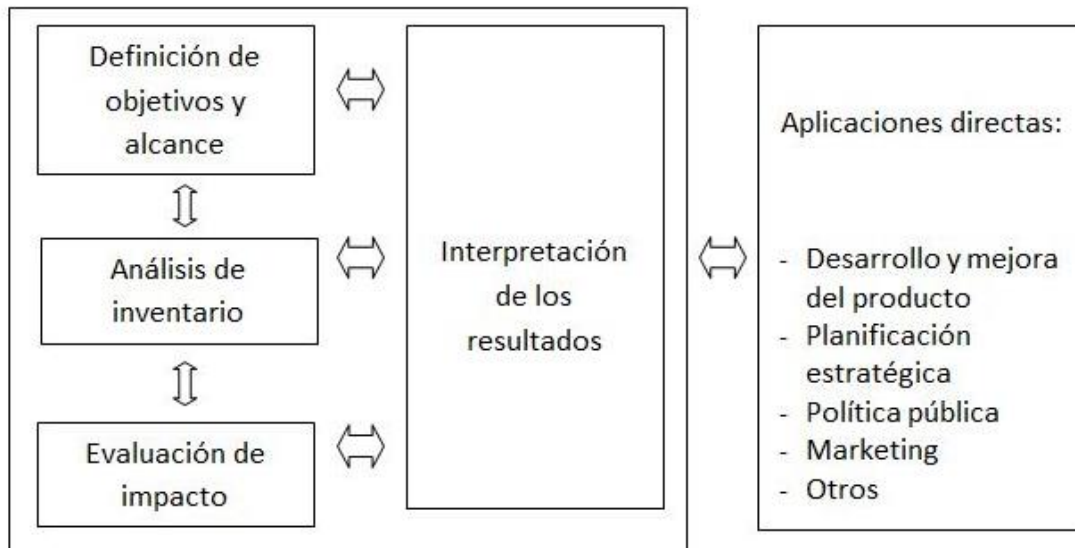 Definición de
objetivos y
alcance
Análisis de
inventario
Evaluación de
impacto
Interpretación
de los
resultados
Aplicaciones directas:
- Desarrollo y mejora
del producto
- Planificación
estratégica
- Política pública
- Marketing
- Otros